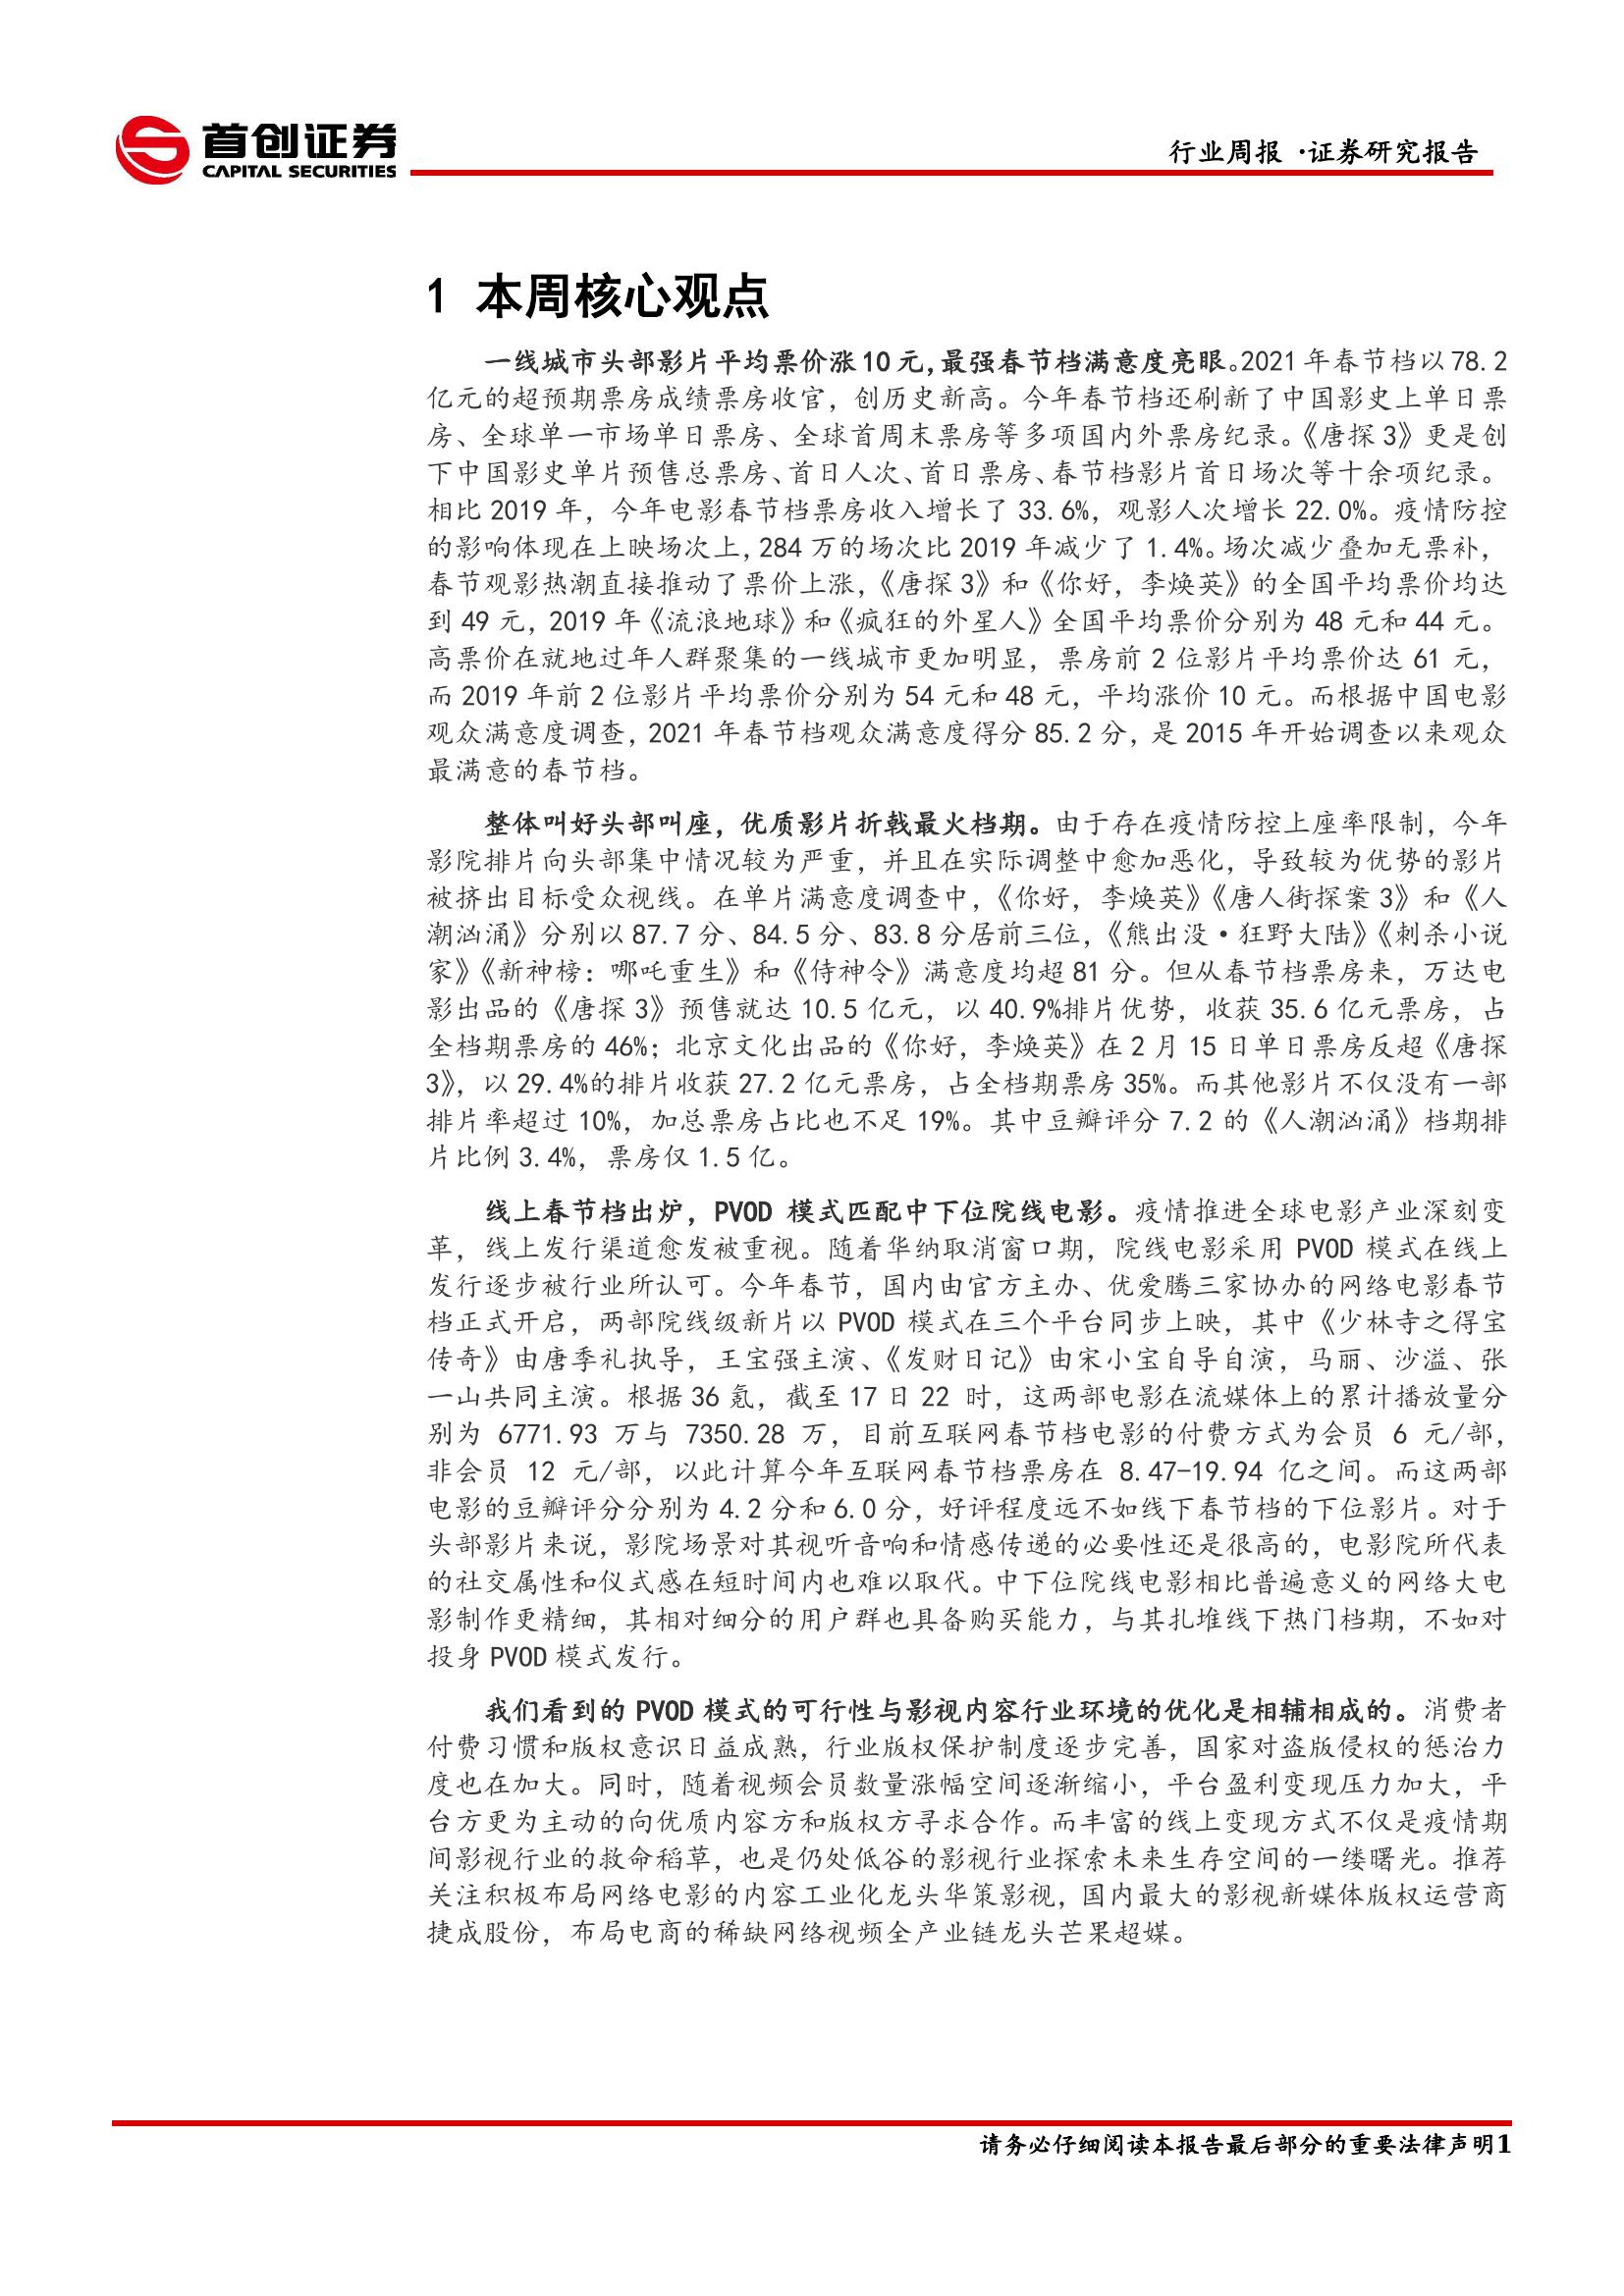 首创证券
CAPITAL SECURITIES
行业周报 ·证券研究报告
1 本周核心观点
一线城市头部影片平均票价涨10元，最强春节档满意度亮眼。2021年春节档以78.2
亿元的超预期票房成绩票房收官，创历史新高。今年春节档还刷新了中国影史上单日票
房、全球单一市场单日票房、全球首周末票房等多项国内外票房纪录。《唐探3》更是创
下中国影史单片预售总票房、首日人次、首日票房、春节档影片首日场次等十余项纪录。
相比2019年，今年电影春节档票房收入增长了33.6%，观影人次增长22.0%。疫情防控
的影响体现在上映场次上，284万的场次比2019年减少了1.4%。场次减少叠加无票补，
春节观影热潮直接推动了票价上涨，《唐探3》和《你好，李焕英》的全国平均票价均达
到49元，2019年《流浪地球》和《疯狂的外星人》全国平均票价分别为48元和44元。
高票价在就地过年人群聚集的一线城市更加明显，票房前2位影片平均票价达61元，
而2019年前2位影片平均票价分别为54元和48元，平均涨价10元。而根据中国电影
观众满意度调查，2021年春节档观众满意度得分85.2分，是2015年开始调查以来观众
最满意的春节档。
整体叫好头部叫座，优质影片折戟最火档期。由于存在疫情防控上座率限制，今年
影院排片向头部集中情况较为严重，并且在实际调整中愈加恶化，导致较为优势的影片
被挤出目标受众视线。在单片满意度调查中，《你好，李焕英》《唐人街探案3》和《人
潮汹涌》分别以87.7分、84.5分、83.8分居前三位，《熊出没·狂野大陆》《刺杀小说
家》《新神榜：哪吒重生》和《侍神令》满意度均超81分。但从春节档票房来，万达电
影出品的《唐探3》预售就达10.5亿元，以40.9%排片优势，收获35.6亿元票房，占
全档期票房的46%；北京文化出品的《你好，李焕英》在2月15日单日票房反超《唐探
3》，以29.4%的排片收获27.2亿元票房，占全档期票房35%。而其他影片不仅没有一部
排片率超过10%，加总票房占比也不足19%。其中豆瓣评分7.2的《人潮汹涌》档期排
片比例3.4%，票房仅1.5亿。
线上春节档出炉，PVOD 模式匹配中下位院线电影。疫情推进全球电影产业深刻变
革，线上发行渠道愈发被重视。随着华纳取消窗口期，院线电影采用 PVOD 模式在线上
发行逐步被行业所认可。今年春节，国内由官方主办、优爱腾三家协办的网络电影春节
档正式开启，两部院线级新片以 PVOD 模式在三个平台同步上映，其中《少林寺之得宝
传奇》由唐季礼执导，王宝强主演、《发财日记》由宋小宝自导自演，马丽、沙溢、张
一山共同主演。根据36氪，截至17日22 时，这两部电影在流媒体上的累计播放量分
别为 6771.93 万与 7350.28 万，目前互联网春节档电影的付费方式为会员 6 元/部，
非会员 12 元/部，以此计算今年互联网春节档票房在 8.47-19.94 亿之间。而这两部
电影的豆瓣评分分别为4.2分和6.0分，好评程度远不如线下春节档的下位影片。对于
头部影片来说，影院场景对其视听音响和情感传递的必要性还是很高的，电影院所代表
的社交属性和仪式感在短时间内也难以取代。中下位院线电影相比普遍意义的网络大电
影制作更精细，其相对细分的用户群也具备购买能力，与其扎堆线下热门档期，不如对
投身PVOD模式发行。
我们看到的 PVOD 模式的可行性与影视内容行业环境的优化是相辅相成的。消费者
付费习惯和版权意识日益成熟，行业版权保护制度逐步完善，国家对盗版侵权的惩治力
度也在加大。同时，随着视频会员数量涨幅空间逐渐缩小，平台盈利变现压力加大，平
台方更为主动的向优质内容方和版权方寻求合作。而丰富的线上变现方式不仅是疫情期
间影视行业的救命稻草，也是仍处低谷的影视行业探索未来生存空间的一缕曙光。推荐
关注积极布局网络电影的内容工业化龙头华策影视，国内最大的影视新媒体版权运营商
捷成股份，布局电商的稀缺网络视频全产业链龙头芒果超媒。
请务必仔细阅读本报告最后部分的重要法律声明1